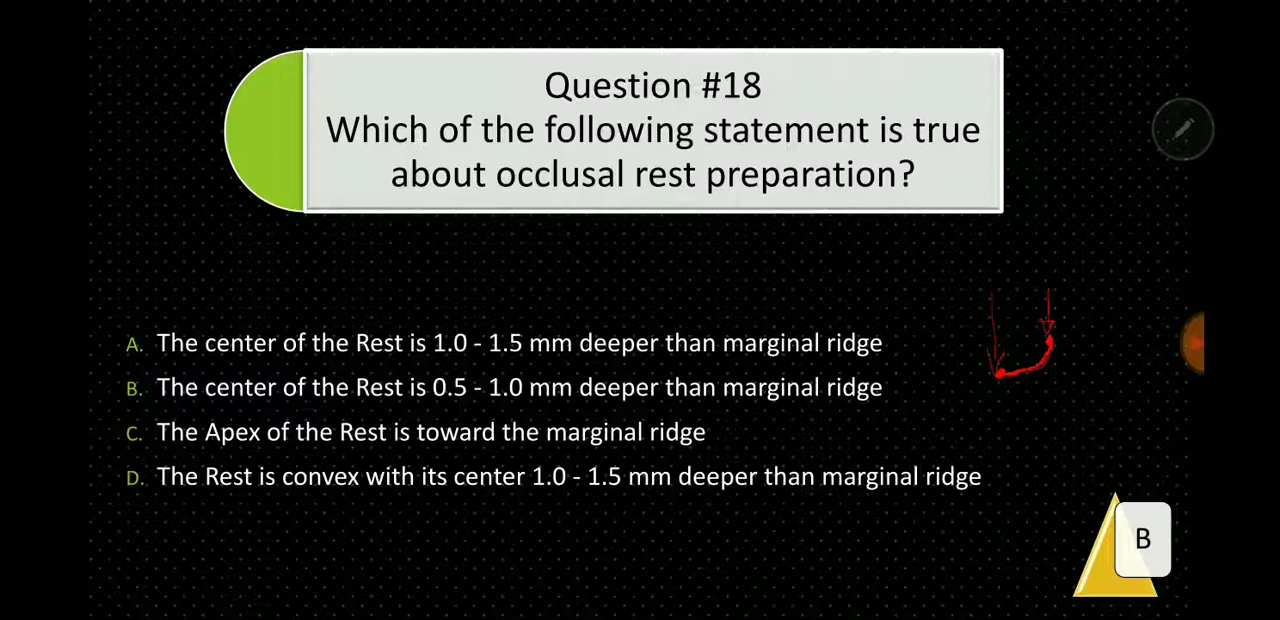 Question #18
Which of the following statement is true
about occlusal rest preparation?
A. The center of the Rest is 1.0 - 1.5 mm deeper than marginal ridge
B. The center of the Rest is 0.5 - 1.0 mm deeper than marginal ridge
C. The Apex of the Rest is toward the marginal ridge
D. The Rest is convex with its center 1.0 - 1.5 mm deeper than marginal ridge
B